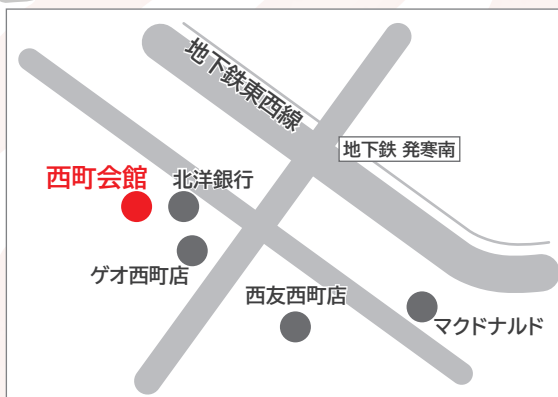 地下鉄東西線
地下鉄 発寒南
西町会館
北洋銀行
ゲオ西町店
西友西町店
マクドナルド